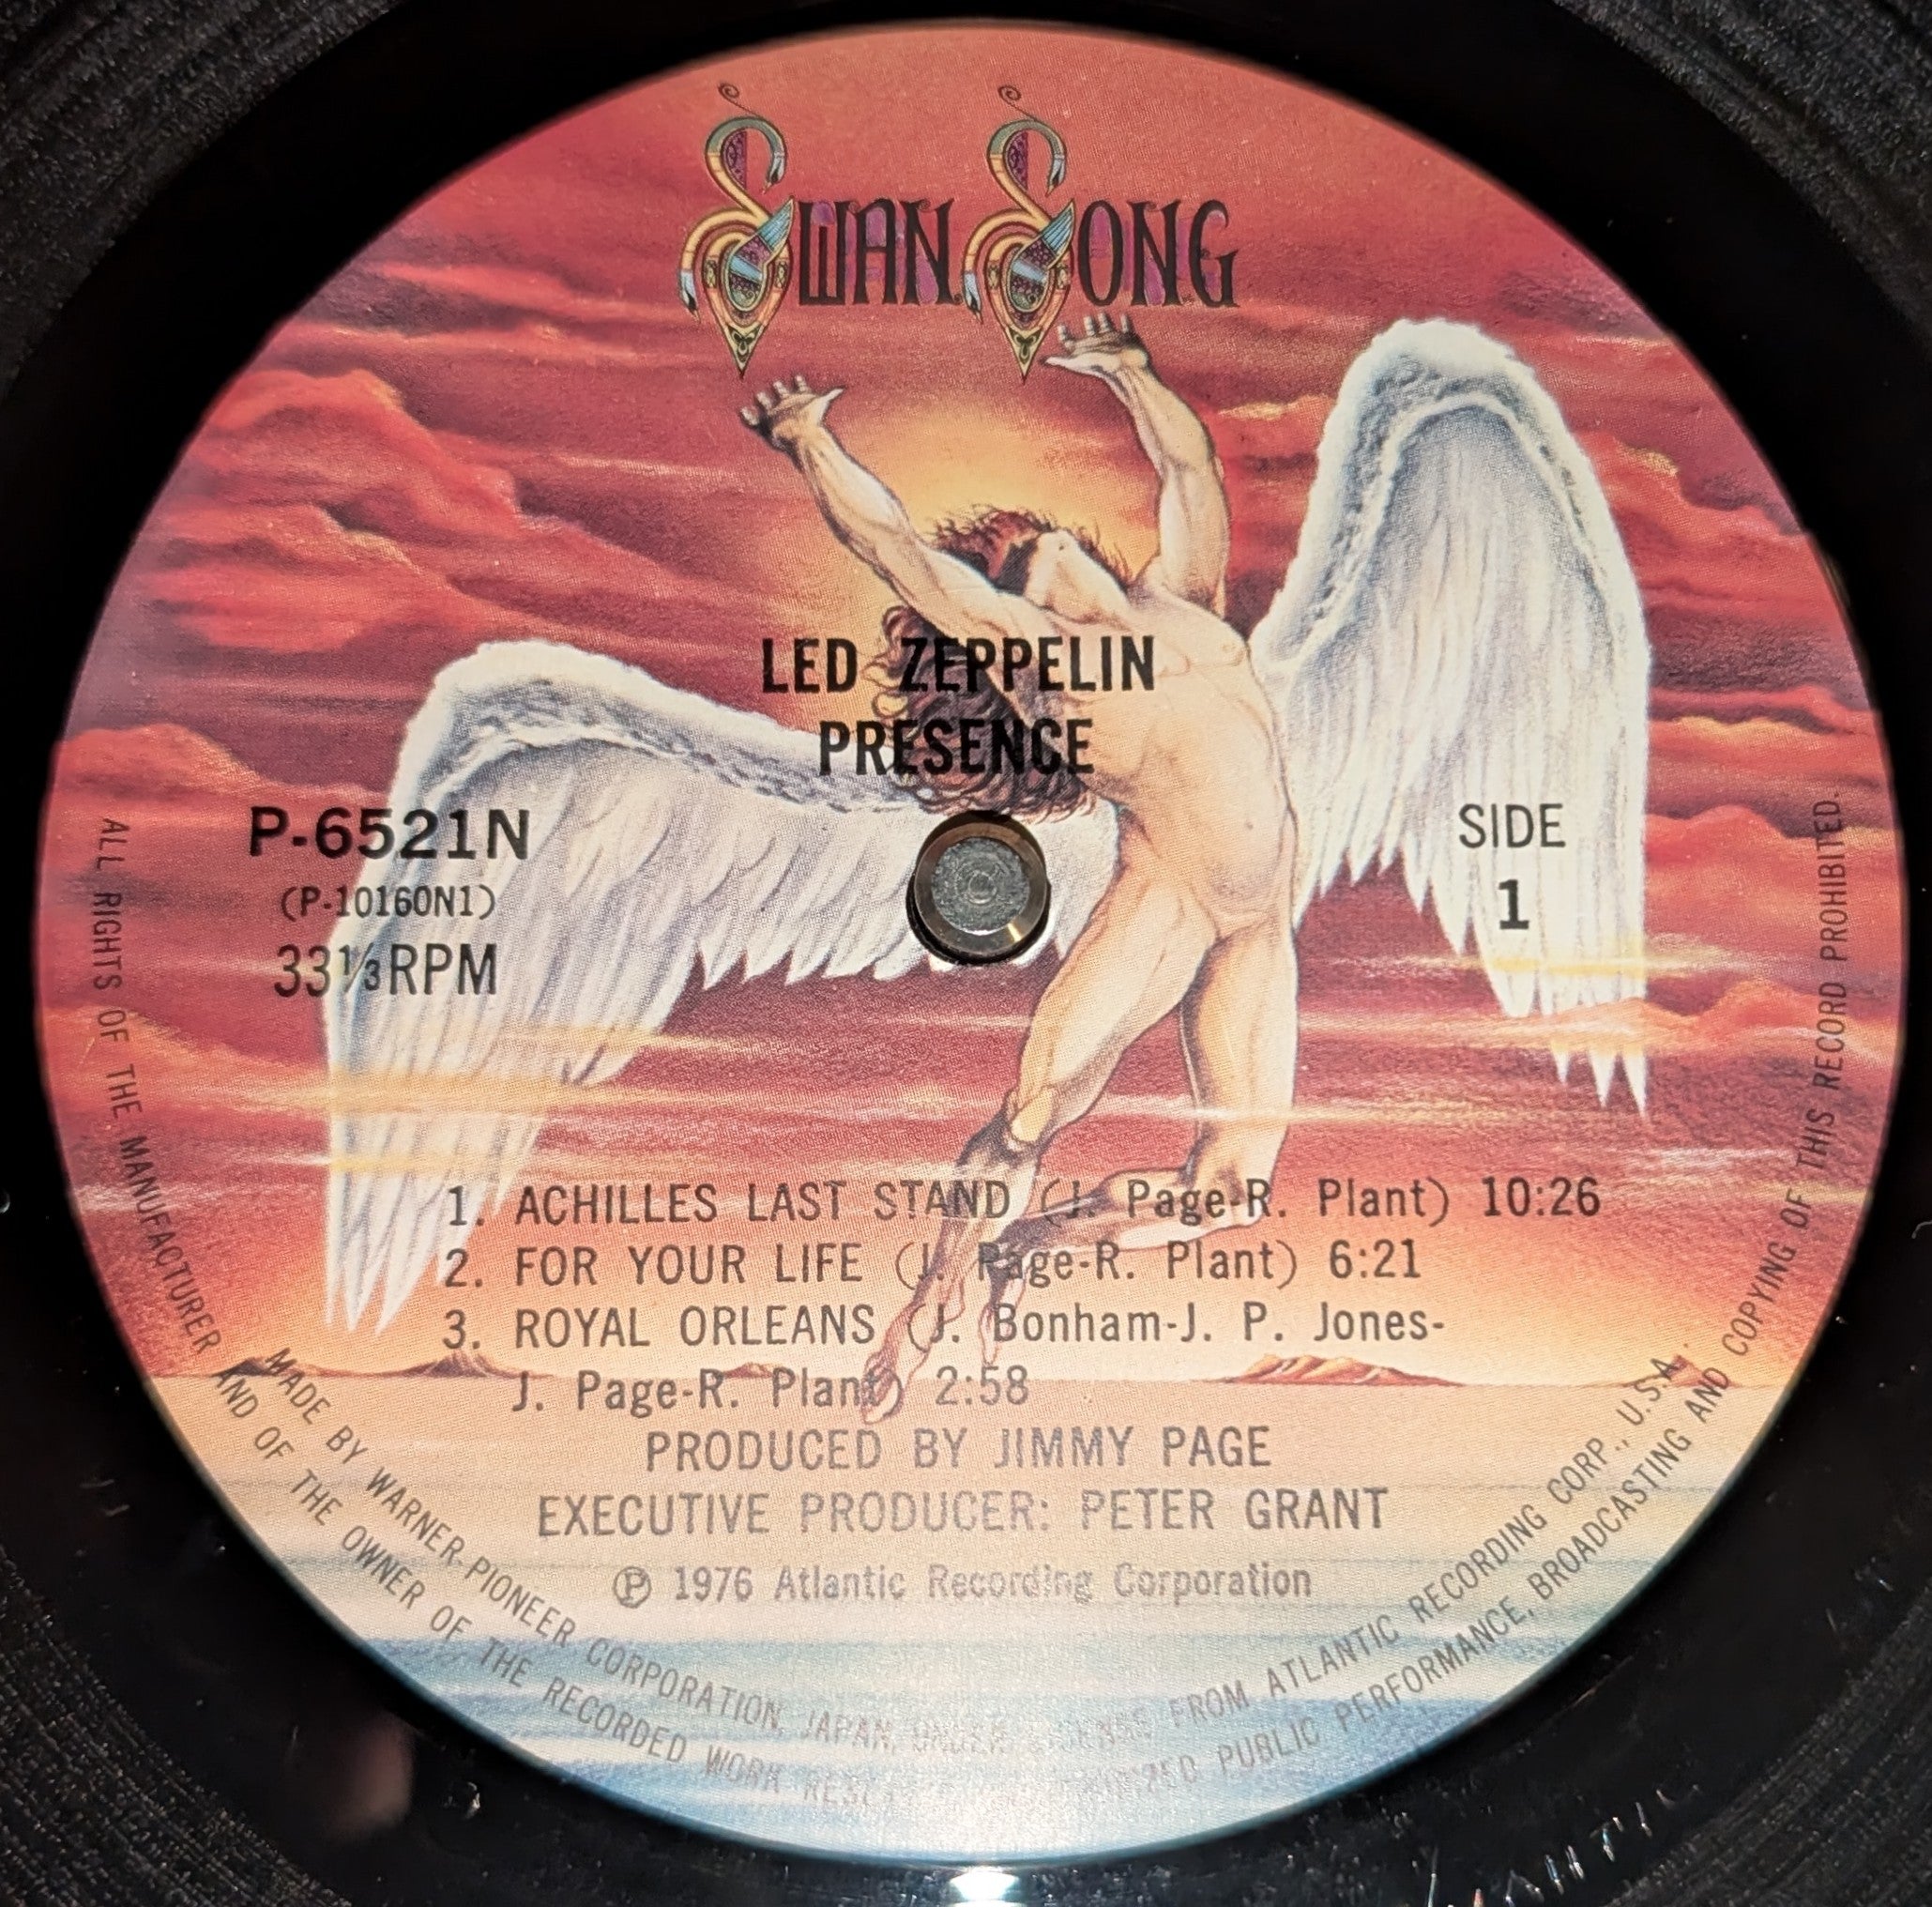 SWAN SONG
LED ZEPPELIN
PRESENCE
P-6521N
(P-10160N1)
33⅓RPM
SIDE
1
1. ACHILLES LAST STAND (J. Page-R. Plant) 10:26
2. FOR YOUR LIFE (J. Page-R. Plant) 6:21
3. ROYAL ORLEANS (J. Bonham-J. P. Jones-
J. Page-R. Plant) 2:58
PRODUCED BY JIMMY PAGE
EXECUTIVE PRODUCER: PETER GRANT
Ⓟ 1976 Atlantic Recording Corporation
MADE BY WARNER-PIONEER CORPORATION, JAPAN, UNDER LICENSE FROM ATLANTIC RECORDING CORP., U.S.A.
ALL RIGHTS OF THE MANUFACTURER AND OF THE OWNER OF THE RECORDED WORK PUBLIC PERFORMANCE, BROADCASTING AND COPYING OF THIS RECORD PROHIBITED.